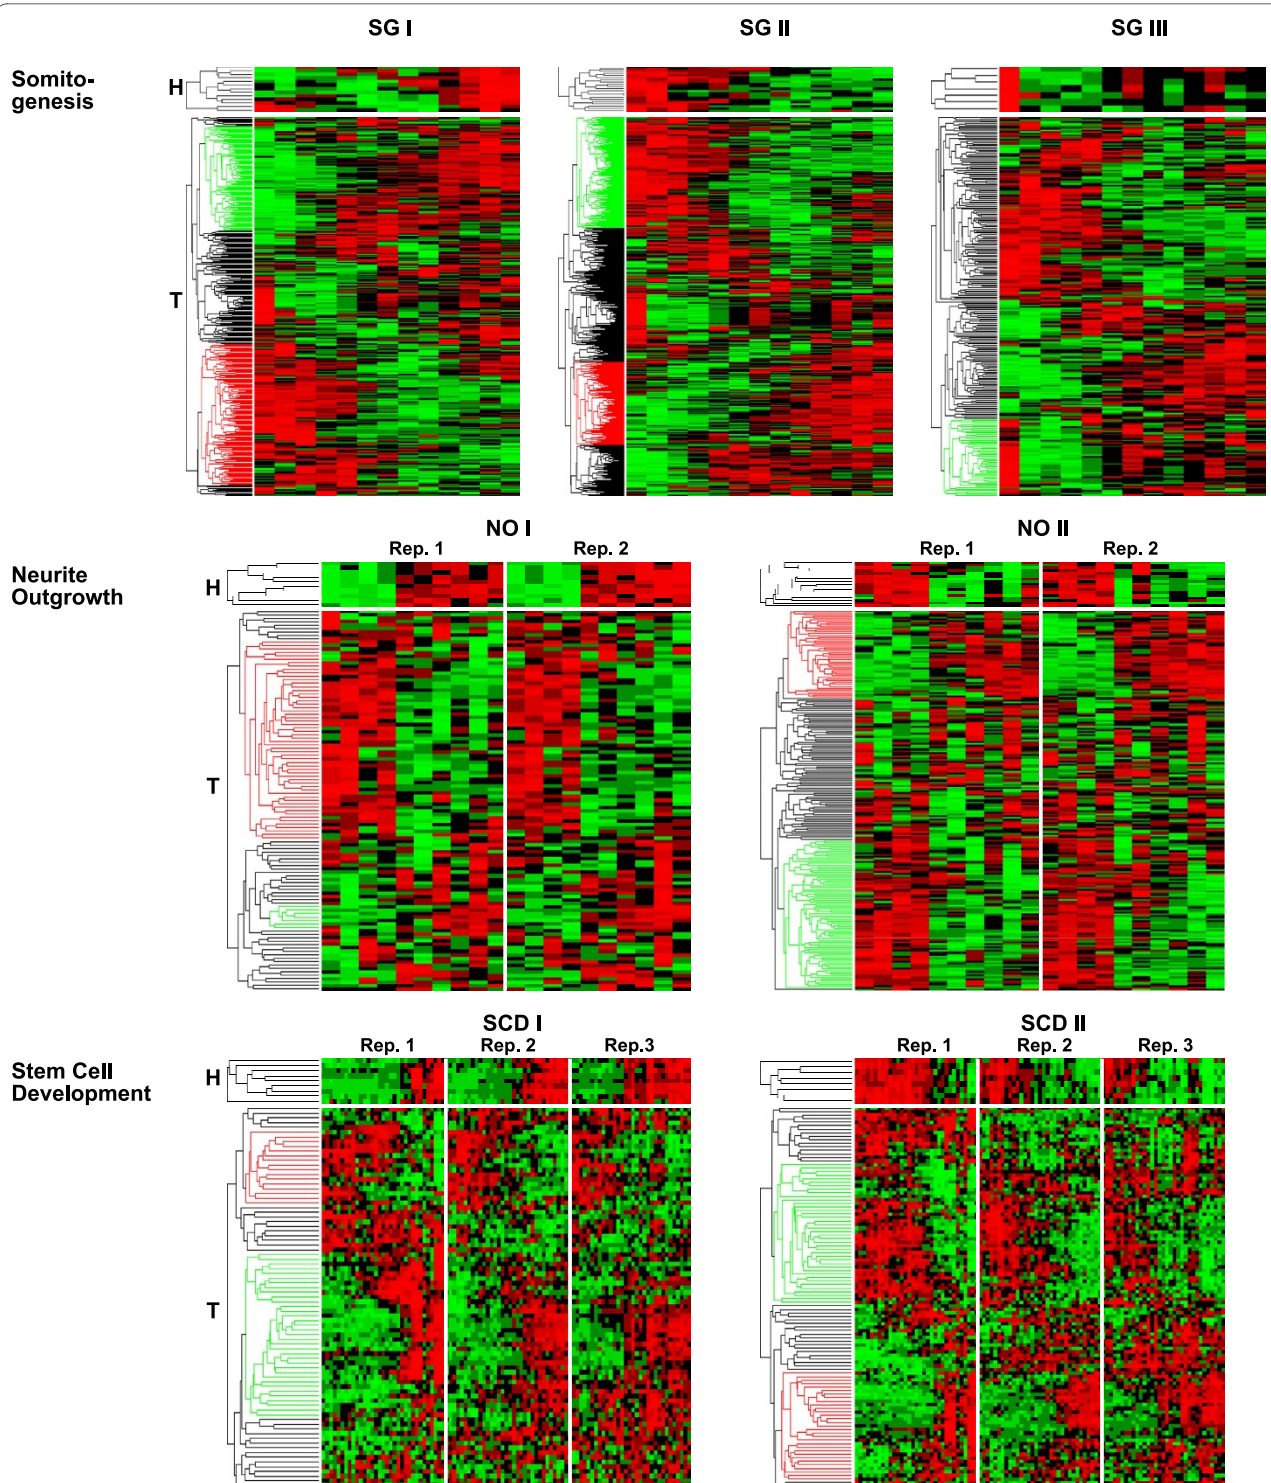 SG I
SG II
SG III
Somito-
genesis
H
T
NO I
NO II
Rep. 1
Rep. 2
Rep. 1
Rep. 2
Neurite
Outgrowth
H
T
SCD I
SCD II
Rep. 1
Rep. 2
Rep.3
Rep. 1
Rep. 2
Rep. 3
Stem Cell
Development
H
T